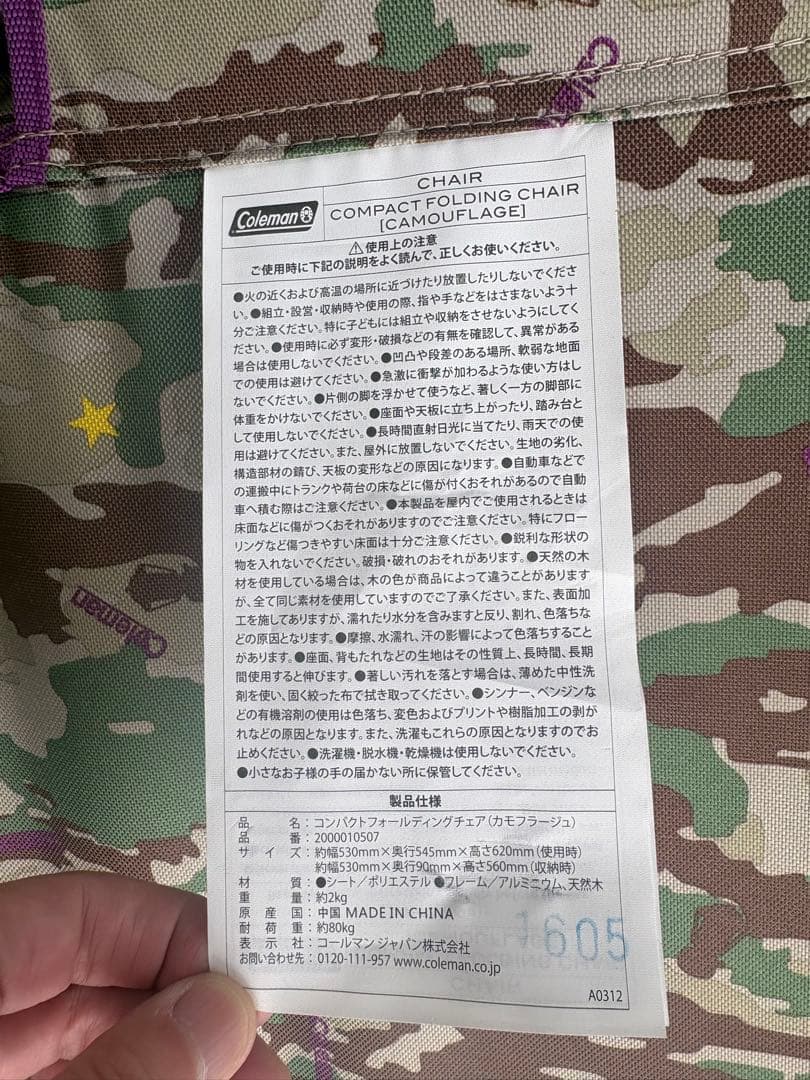 Coleman
Coleman
CHAIR
COMPACT FOLDING CHAIR
[CAMOUFLAGE]
⚠使用上の注意
ご使用時に下記の説明をよく読んで、正しくお使いください。
●火の近くおよび高温の場所に近づけたり放置したりしないでくださ
い。●組立・設営・収納時や使用の際、指や手などをはさまないよう十
分ご注意ください。特に子どもには組立や収納をさせないようにしてく
ださい。●使用時に必ず変形・破損などの有無を確認して、異常がある
場合は使用しないでください。●凹凸や段差のある場所、軟弱な地面
での使用は避けてください。●急激に衝撃が加わるような使い方はし
ないでください。●片側の脚を浮かせて使うなど、著しく一方の脚部に
体重をかけないでください。●座面や天板に立ち上がったり、踏み台と
して使用しないでください。●長時間直射日光に当てたり、雨天での使
用は避けてください。また、屋外に放置しないでください。生地の劣化、
構造部材の錆び、天板の変形などの原因になります。●自動車などで
の運搬中にトランクや荷台の床などに傷が付くおそれがあるので自動
車へ積む際はご注意ください。●本製品を屋内でご使用されるときは
床面などに傷がつくおそれがありますのでご注意ください。特にフロー
リングなど傷つきやすい床面は十分ご注意ください。●鋭利な形状の
物を入れないでください。破損・破れのおそれがあります。●天然の木
材を使用している場合は、木の色が商品によって違うことがあります
が、全て同じ素材を使用していますのでご了承ください。また、表面加
工を施してありますが、濡れたり水分を含みますと反り、割れ、色落ちな
どの原因となります。●摩擦、水濡れ、汗の影響によって色落ちすること
があります。●座面、背もたれなどの生地はその性質上、長時間、長期
間使用すると伸びます。●著しい汚れを落とす場合は、薄めた中性洗
剤を使い、固く絞った布で拭き取ってください。●シンナー、ベンジンな
どの有機溶剤の使用は色落ち、変色およびプリントや樹脂加工の剥が
れなどの原因となります。また、洗濯もこれらの原因となりますのでお
止めください。●洗濯機・脱水機・乾燥機は使用しないでください。
●小さなお子様の手の届かない所に保管してください。
製品仕様
品 名：コンパクトフォールディングチェア（カモフラージュ）
品 番：2000010507
サイズ：約幅530mm×奥行545mm×高さ620mm（使用時）
約幅530mm×奥行90mm×高さ560mm（収納時）
材 質：●シート／ポリエステル ●フレーム／アルミニウム、天然木
重 量：約2kg
原産国：中国 MADE IN CHINA
耐荷重：約80kg
表示社：コールマン ジャパン株式会社
お問い合わせ先：0120-111-957 www.coleman.co.jp
1605
A0312
Coleman